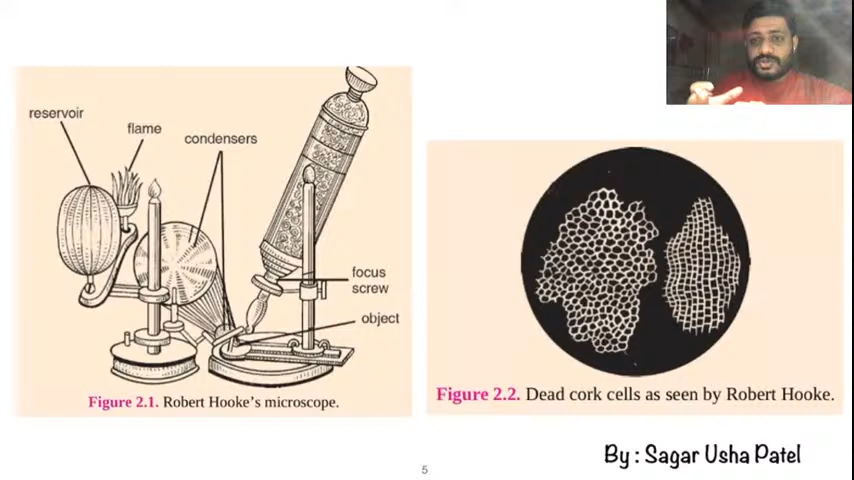 reservoir
flame
condensers
focus
screw
object
Figure 2.1. Robert Hooke's microscope.
Figure 2.2. Dead cork cells as seen by Robert Hooke.
By : Sagar Usha Patel
5